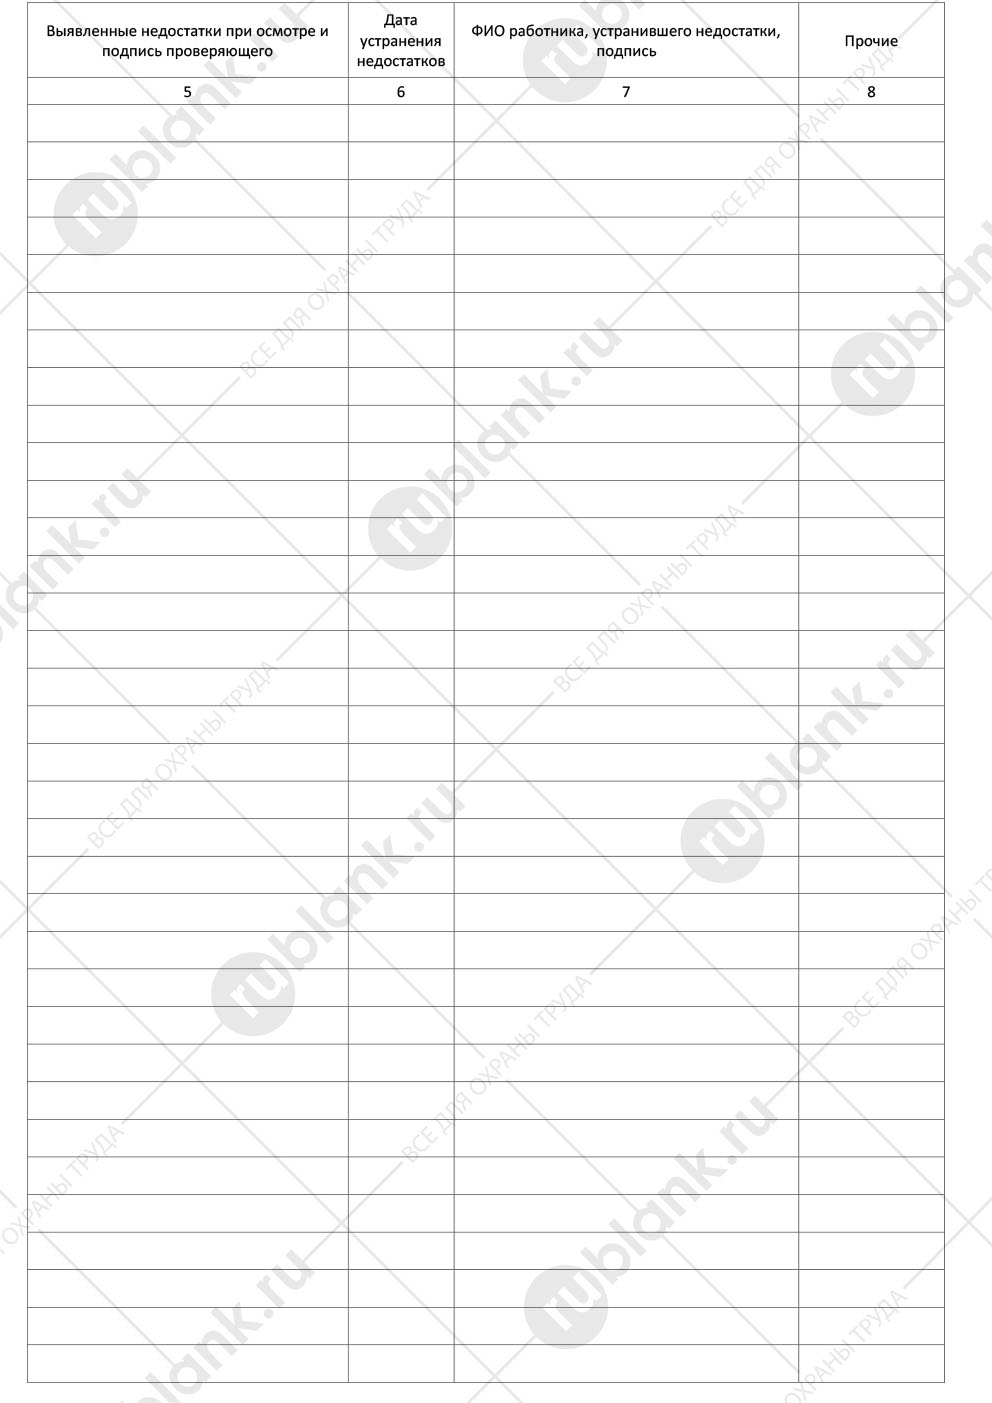 Выявленные недостатки при осмотре и
подпись проверяющего
Дата
устранения
недостатков
ФИО работника, устранившего недостатки,
подпись
Прочие
5
6
7
8
rublank.ru
ВСЕ ДЛЯ ОХРАНЫ ТРУДА